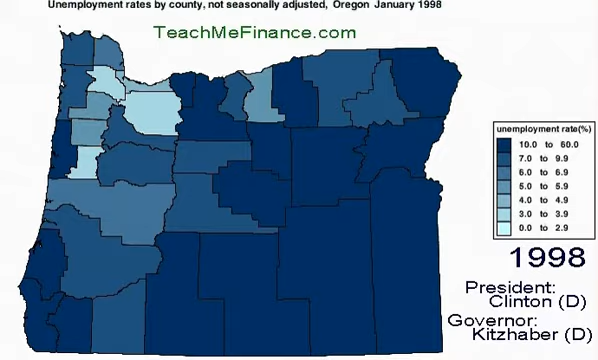 Unemployment rates by county, not seasonally adjusted, Oregon January 1998
TeachMeFinance.com
unemployment rate(%)
10.0 to 60.0
7.0 to 9.9
6.0 to 6.9
5.0 to 5.9
4.0 to 4.9
3.0 to 3.9
0.0 to 2.9
1998
President:
Clinton (D)
Governor:
Kitzhaber (D)